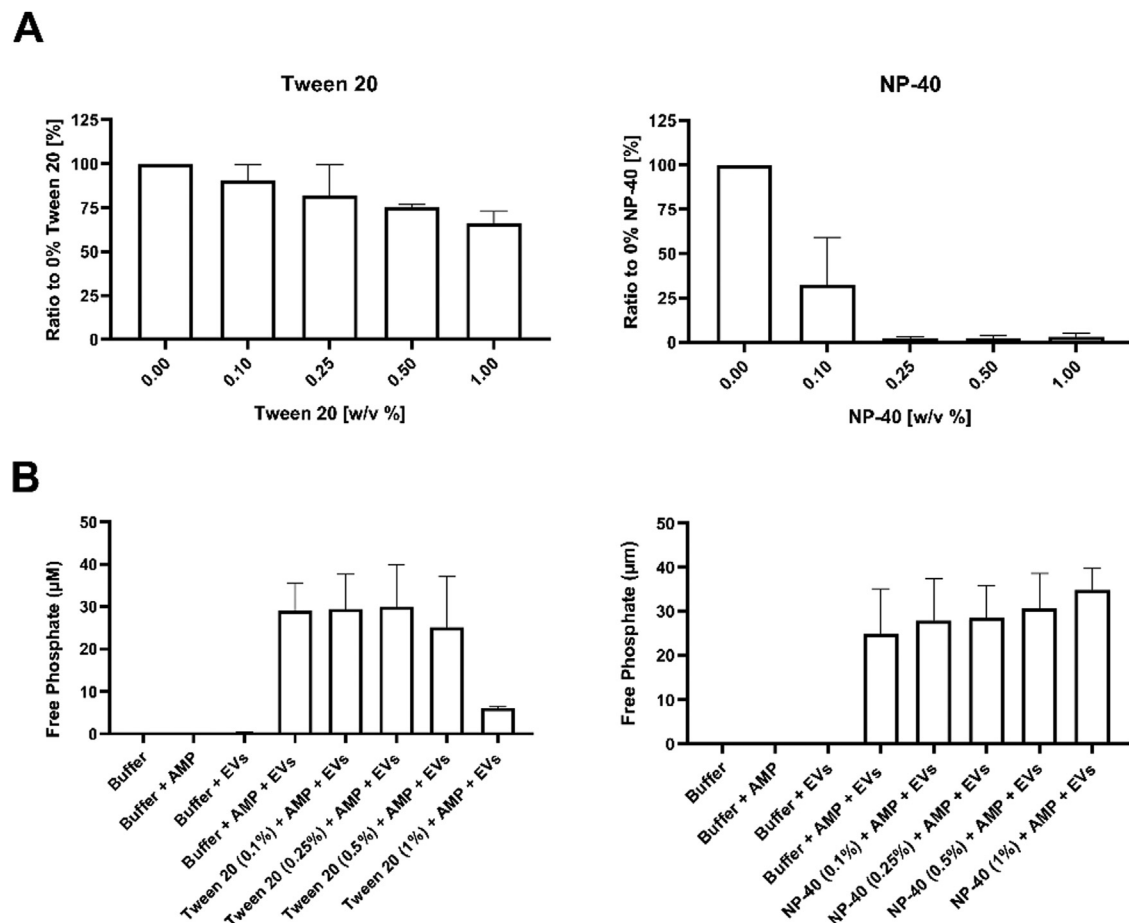 A
Tween 20
Ratio to 0% Tween 20 [%]
125
100
75
50
25
0
0.00
0.10
0.25
0.50
1.00
Tween 20 [w/v %]
NP-40
Ratio to 0% NP-40 [%]
125
100
75
50
25
0
0.00
0.10
0.25
0.50
1.00
NP-40 [w/v %]
B
Free Phosphate (µM)
50
40
30
20
10
0
Buffer
Buffer + AMP
Buffer + EVs
Buffer + AMP + EVs
Tween 20 (0.1%) + AMP + EVs
Tween 20 (0.25%) + AMP + EVs
Tween 20 (0.5%) + AMP + EVs
Tween 20 (1%) + AMP + EVs
Free Phosphate (µm)
50
40
30
20
10
0
Buffer
Buffer + AMP
Buffer + EVs
Buffer + AMP + EVs
NP-40 (0.1%) + AMP + EVs
NP-40 (0.25%) + AMP + EVs
NP-40 (0.5%) + AMP + EVs
NP-40 (1%) + AMP + EVs